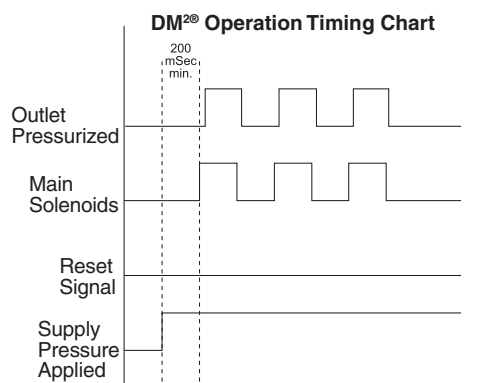 DM²® Operation Timing Chart
200
mSec
min.
Outlet
Pressurized
Main
Solenoids
Reset
Signal
Supply
Pressure
Applied